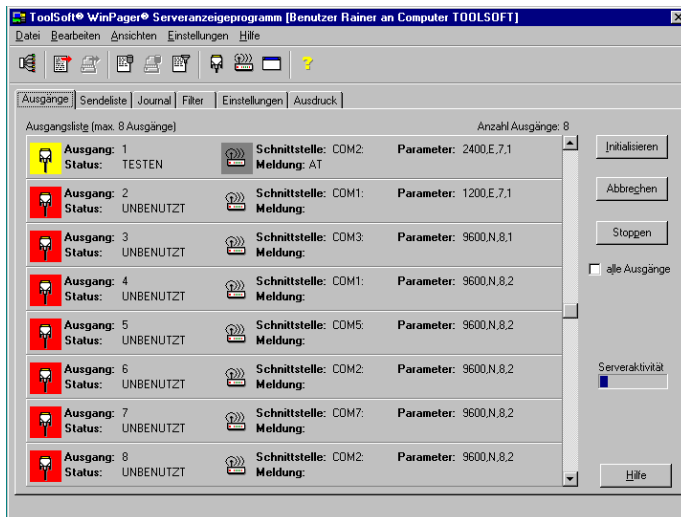 ToolSoft® WinPager® Serveranzeigeprogramm [Benutzer Rainer an Computer TOOLSOFT]
Datei Bearbeiten Ansichten Einstellungen Hilfe
Ausgänge Sendeliste Journal Filter Einstellungen Ausdruck
Ausgangsliste (max. 8 Ausgänge) Anzahl Ausgänge: 8
Ausgang: 1 Schnittstelle: COM2: Parameter: 2400,E,7,1
Status: TESTEN Meldung: AT
Ausgang: 2 Schnittstelle: COM1: Parameter: 1200,E,7,1
Status: UNBENUTZT Meldung:
Ausgang: 3 Schnittstelle: COM3: Parameter: 9600,N,8,1
Status: UNBENUTZT Meldung:
Ausgang: 4 Schnittstelle: COM1: Parameter: 9600,N,8,2
Status: UNBENUTZT Meldung:
Ausgang: 5 Schnittstelle: COM5: Parameter: 9600,N,8,2
Status: UNBENUTZT Meldung:
Ausgang: 6 Schnittstelle: COM2: Parameter: 9600,N,8,2
Status: UNBENUTZT Meldung:
Ausgang: 7 Schnittstelle: COM7: Parameter: 9600,N,8,2
Status: UNBENUTZT Meldung:
Ausgang: 8 Schnittstelle: COM2: Parameter: 9600,N,8,2
Status: UNBENUTZT Meldung:
Initialisieren
Abbrechen
Stoppen
alle Ausgänge
Serveraktivität
Hilfe